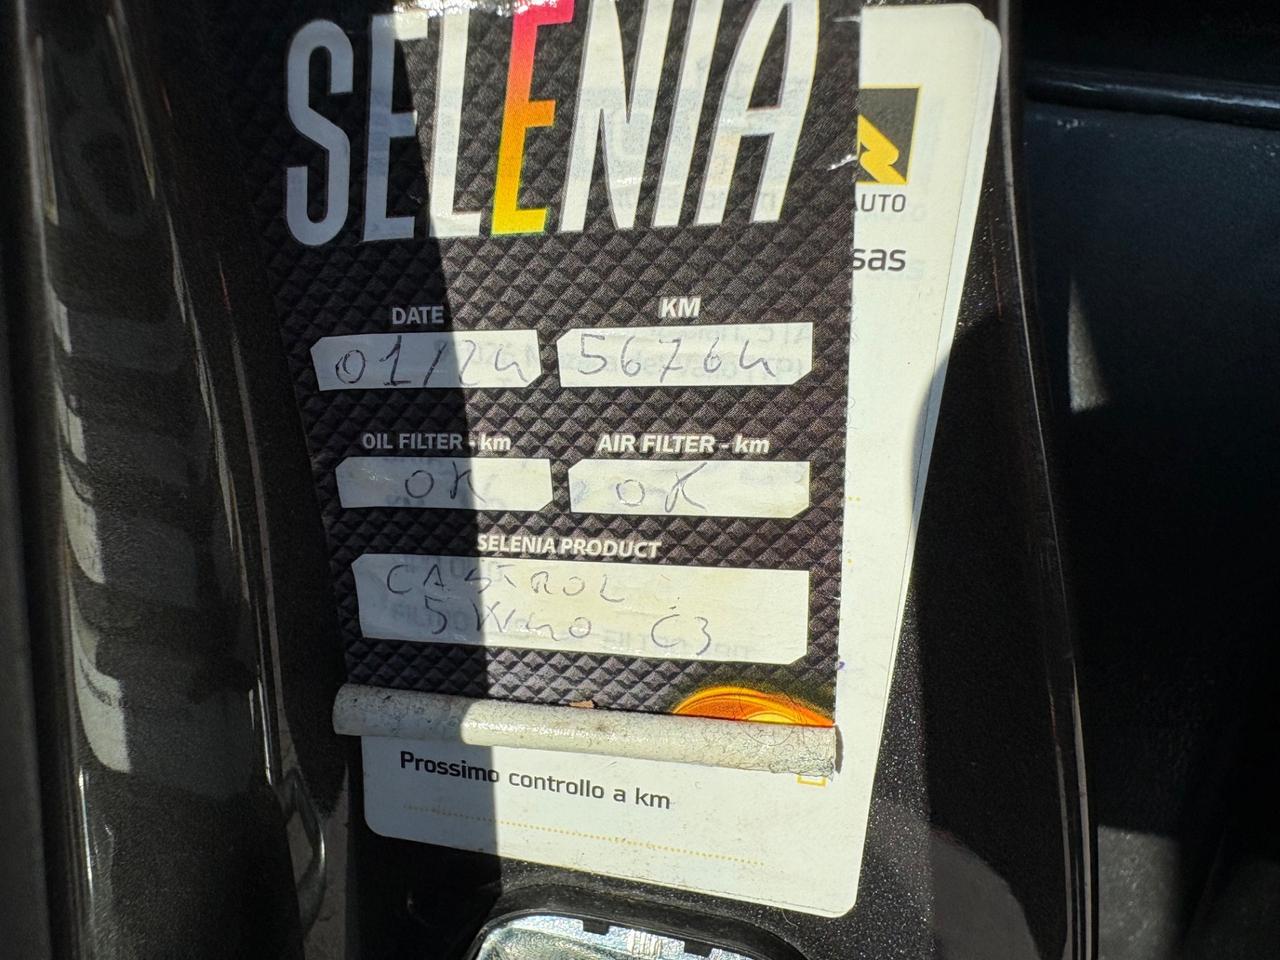 SELENIA
AUTO
sas
DATE
KM
01/24
56764
OIL FILTER - km
AIR FILTER - km
OK
OK
SELENIA PRODUCT
CASTROL
5W40 C3
Prossimo controllo a km